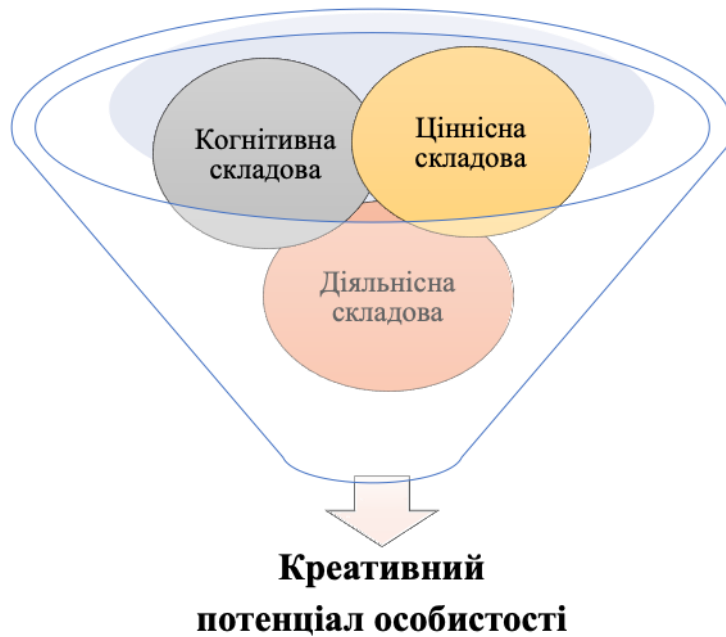 Когнітивна
складова
Ціннісна
складова
Діяльнісна
складова
Креативний
потенціал особистості